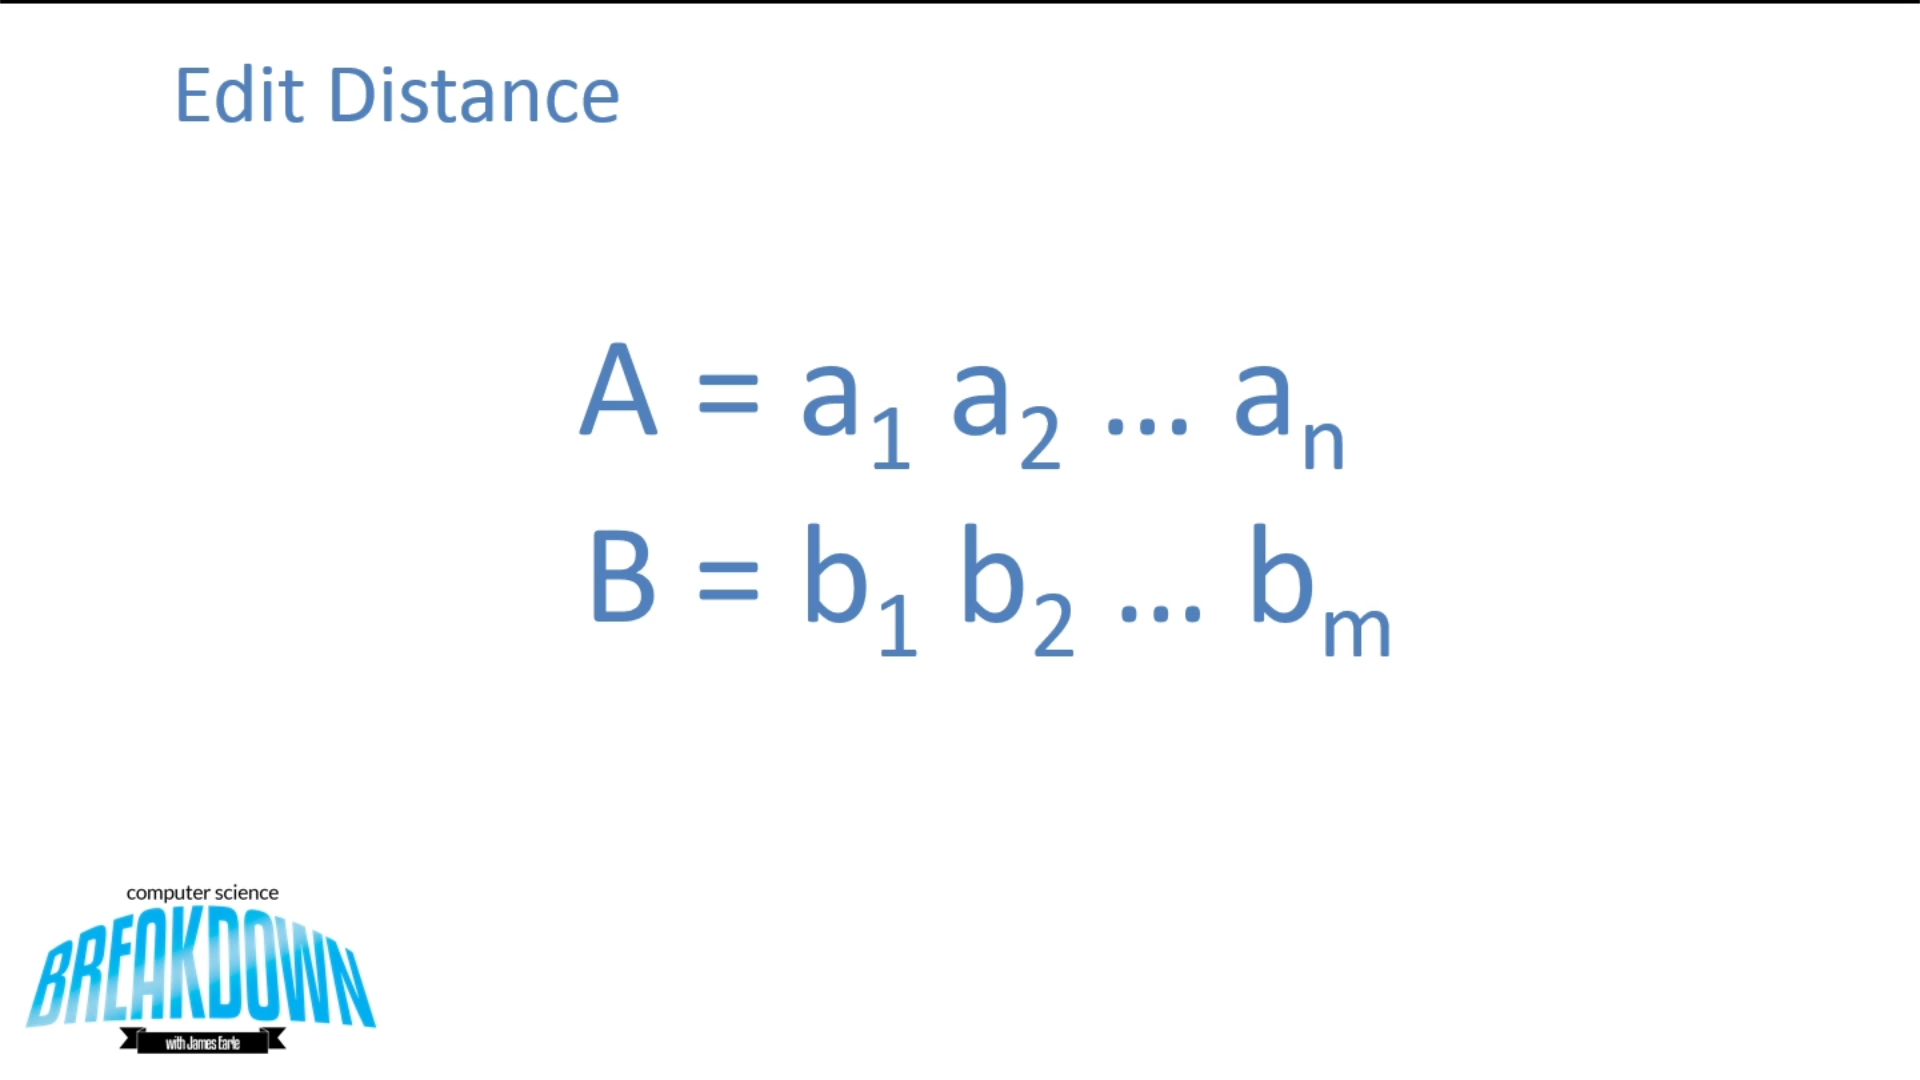 Edit Distance
A = a₁ a₂ ... aₙ
B = b₁ b₂ ... bₘ
computer science
BREAKDOWN
with James Earle